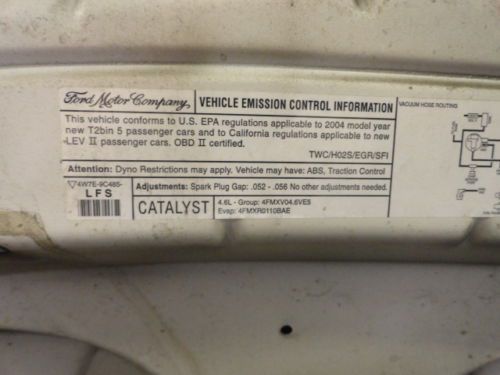 Ford Motor Company, VEHICLE EMISSION CONTROL INFORMATION
This vehicle conforms to U.S. EPA regulations applicable to 2004 model year
new T2bin 5 passenger cars and to California regulations applicable to new
LEV II passenger cars. OBD II certified.
TWC/H02S/EGR/SFI
Attention: Dyno Restrictions may apply. Vehicle may have: ABS, Traction Control
4W7E-9C485-
LFS
Adjustments: Spark Plug Gap: .052 - .056 No other adjustments needed.
CATALYST
4.6L - Group: 4FMXV04.6VE5
Evap: 4FMXR0110BAE
VACUUM HOSE ROUTING